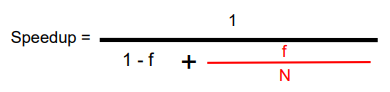 Speedup = 1
1 - f + f
N